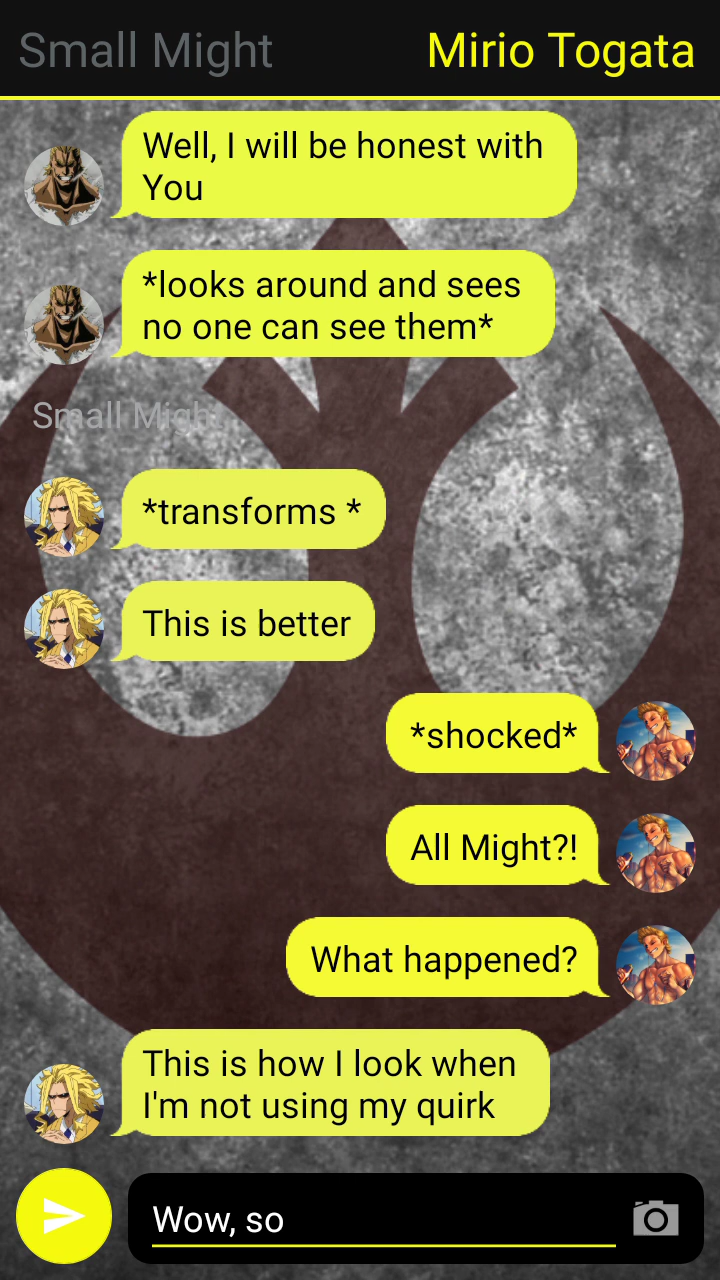 Small Might Mirio Togata
Well, I will be honest with
You
*looks around and sees
no one can see them*
Small Migh
*transforms *
This is better
*shocked*
All Might?!
What happened?
This is how I look when
I'm not using my quirk
Wow, so